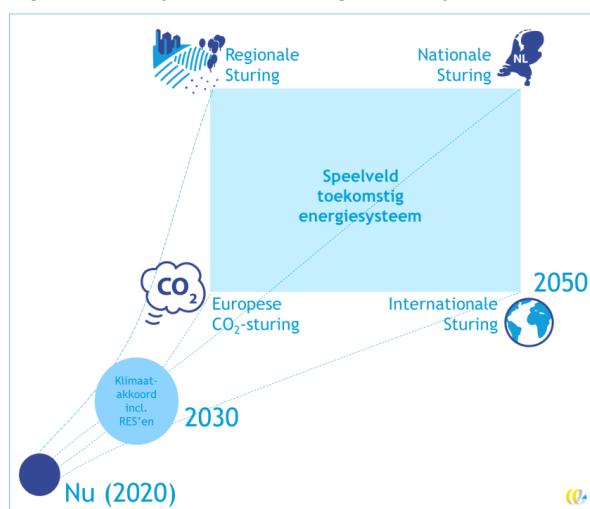 Regionale
Sturing
Nationale
Sturing
NL
Speelveld
toekomstig
energiesysteem
CO₂
2050
Europese
CO₂-sturing
Internationale
Sturing
Klimaat-
akkoord
incl.
RES'en
2030
Nu (2020)